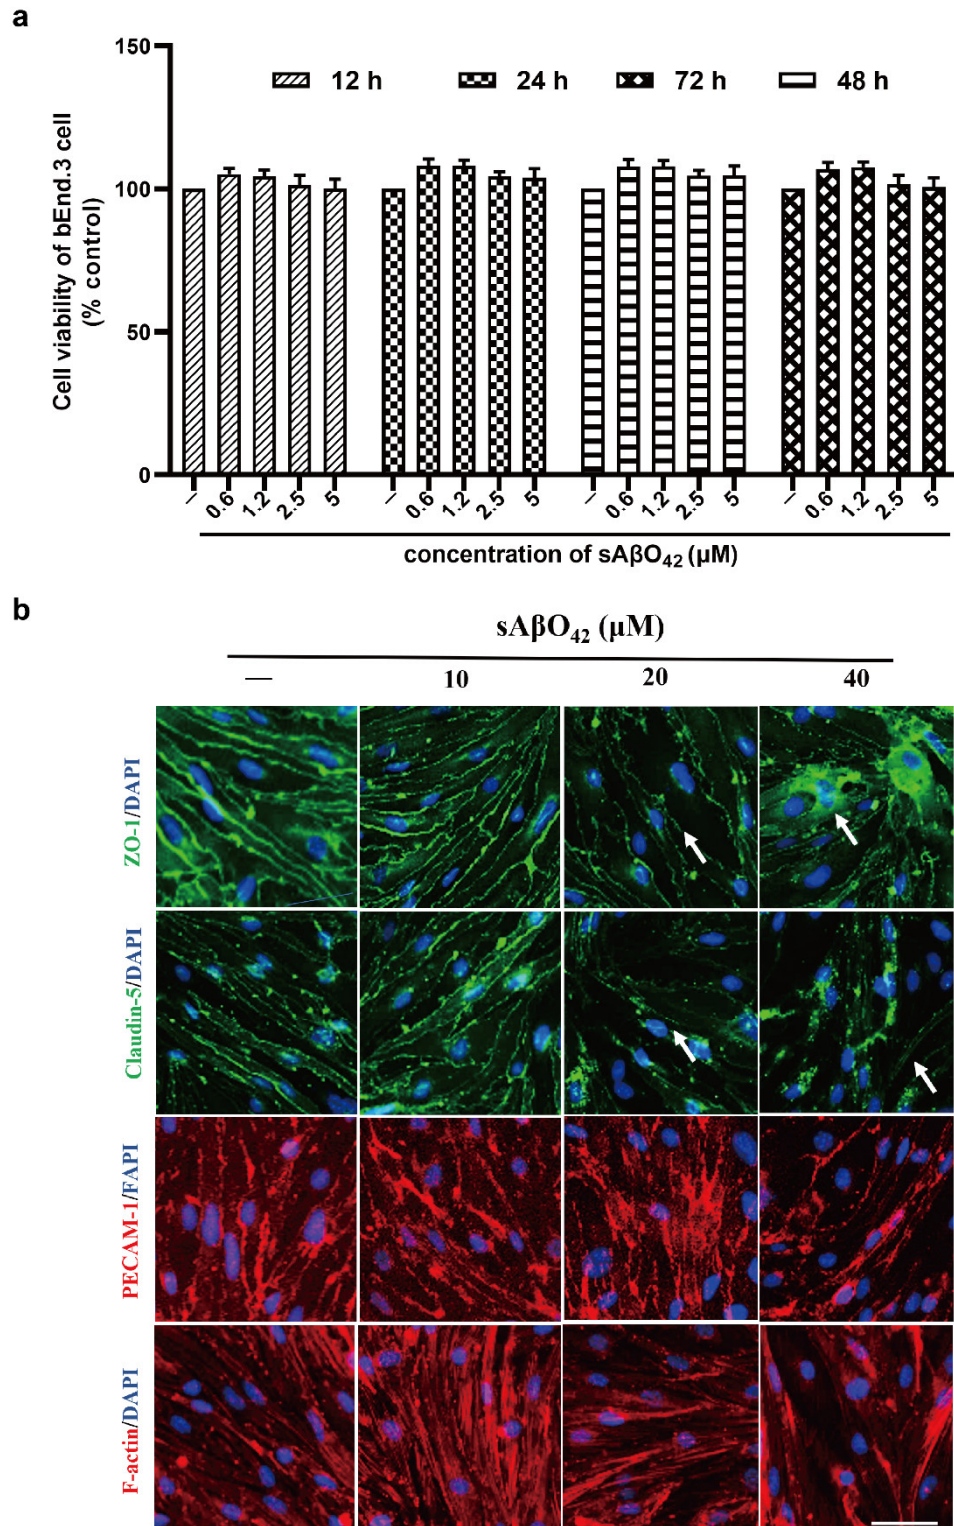 a
150
100
50
0
Cell viability of bEnd.3 cell
(% control)
12 h 24 h 72 h 48 h
– 0.6 1.2 2.5 5 – 0.6 1.2 2.5 5 – 0.6 1.2 2.5 5 – 0.6 1.2 2.5 5
concentration of sAβO₄₂ (μM)
b
sAβO₄₂ (μM)
— 10 20 40
ZO-1/DAPI
Claudin-5/DAPI
PECAM-1/FAPI
F-actin/DAPI